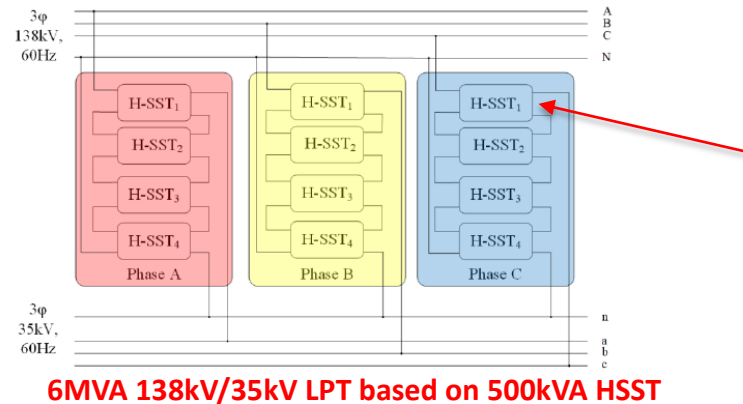 3φ
138kV,
60Hz
A
B
C
N
H-SST1
H-SST2
H-SST3
H-SST4
Phase A
H-SST1
H-SST2
H-SST3
H-SST4
Phase B
H-SST1
H-SST2
H-SST3
H-SST4
Phase C
3φ
35kV,
60Hz
n
a
b
c
6MVA 138kV/35kV LPT based on 500kVA HSST